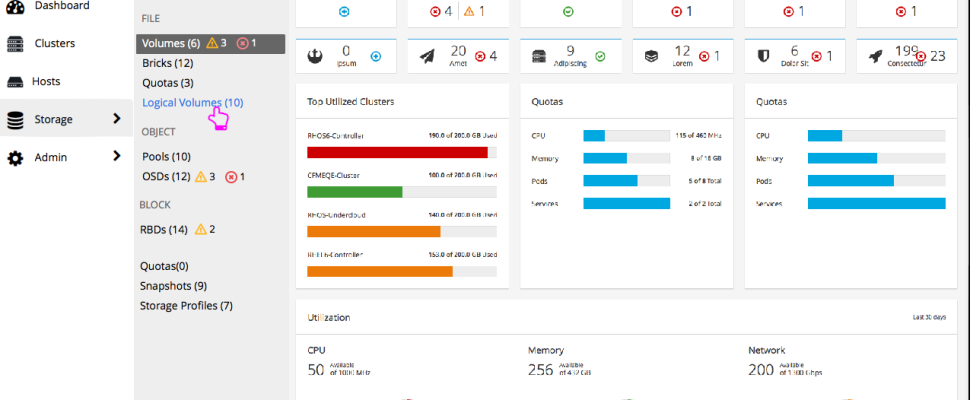 Dashboard
Clusters
Hosts
Storage
Admin
FILE
Volumes (6) 3 1
Bricks (12)
Quotas (3)
Logical Volumes (10)
OBJECT
Pools (10)
OSDs (12) 3 1
BLOCK
RBDs (14) 2
Quotas(0)
Snapshots (9)
Storage Profiles (7)
4 1
1
1
1
0
Ipsum
20
Amet
4
9
Adipiscing
12
Lorem
1
6
Dolor Sit
1
199
Consectetur
23
Top Utilized Clusters
RHOS6-Controller 190.0 of 200.0 GB Used
CFMEQE-Cluster 100.0 of 200.0 GB Used
RHOS-Undercloud 140.0 of 200.0 GB Used
RHEL6-Controller 153.0 of 200.0 GB Used
Quotas
CPU 115 of 460 MHz
Memory 8 of 16 GB
Pods 5 of 8 Total
Services 2 of 2 Total
Quotas
CPU
Memory
Pods
Services
Utilization
Last 30 days
CPU
50 Available of 1000 MHz
Memory
256 Available of 432 GB
Network
200 Available of 1300 Gbps